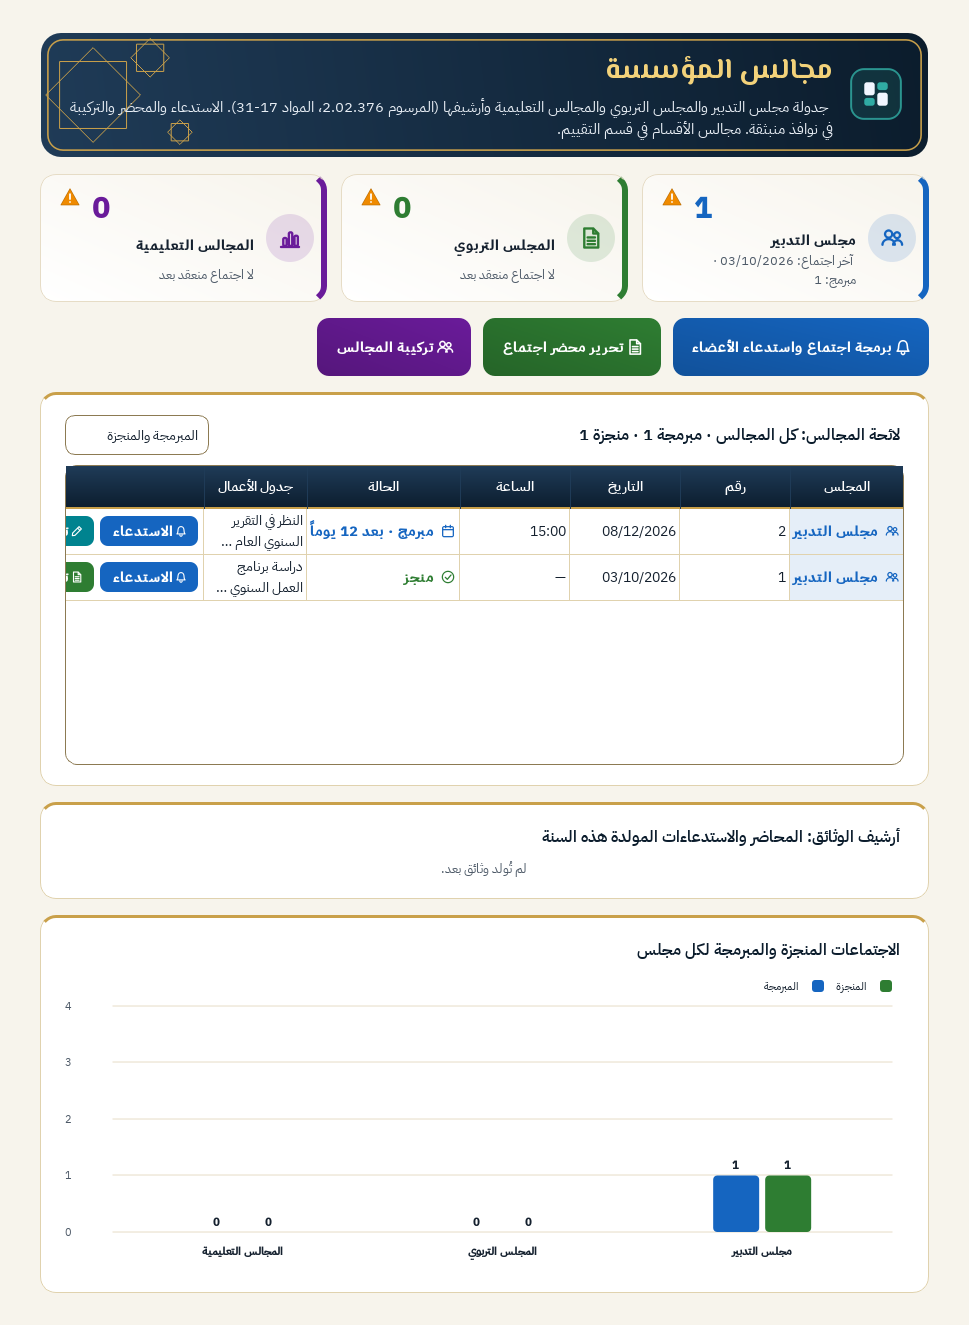 مجالس المؤسسة
جدولة مجلس التدبير والمجلس التربوي والمجالس التعليمية وأرشيفها (المرسوم 2.02.376، المواد 17-31). الاستدعاء والمحضر والتركيبة
في نوافذ منبثقة. مجالس الأقسام في قسم التقييم.
1
مجلس التدبير
آخر اجتماع: 03/10/2026 ·
مبرمج: 1
0
المجلس التربوي
لا اجتماع منعقد بعد
0
المجالس التعليمية
لا اجتماع منعقد بعد
برمجة اجتماع واستدعاء الأعضاء
تحرير محضر اجتماع
تركيبة المجالس
لائحة المجالس: كل المجالس · مبرمجة 1 · منجزة 1
المبرمجة والمنجزة
المجلس رقم التاريخ الساعة الحالة جدول الأعمال
مجلس التدبير 2 08/12/2026 15:00 مبرمج · بعد 12 يوماً النظر في التقرير
السنوي العام ... الاستدعاء
مجلس التدبير 1 03/10/2026 — منجز دراسة برنامج
العمل السنوي ... الاستدعاء
أرشيف الوثائق: المحاضر والاستدعاءات المولدة هذه السنة
لم تُولد وثائق بعد.
الاجتماعات المنجزة والمبرمجة لكل مجلس
المنجزة المبرمجة
4
3
2
1
0
1 1
0 0
0 0
مجلس التدبير المجلس التربوي المجالس التعليمية